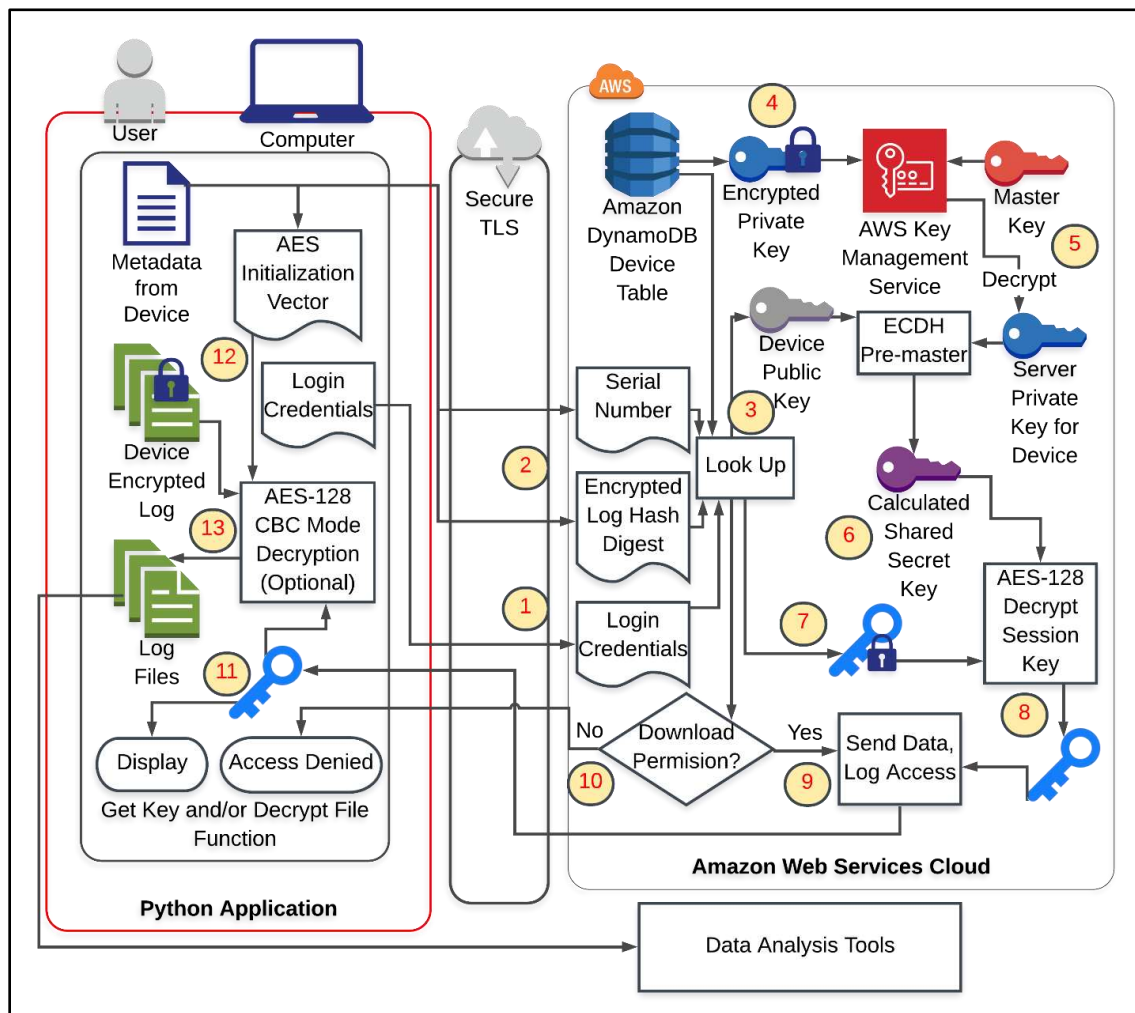 User
Computer
Metadata
from
Device
AES
Initialization
Vector
12
Login
Credentials
Device
Encrypted
Log
13
AES-128
CBC Mode
Decryption
(Optional)
Log
Files
11
Display
Access Denied
Get Key and/or Decrypt File
Function
Python Application
Secure
TLS
2
1
AWS
4
Amazon
DynamoDB
Device
Table
Encrypted
Private
Key
AWS Key
Management
Service
Master
Key
5
Decrypt
Device
Public
Key
ECDH
Pre-master
Server
Private
Key for
Device
Serial
Number
3
Look Up
Encrypted
Log Hash
Digest
6
Calculated
Shared
Secret
Key
Login
Credentials
7
AES-128
Decrypt
Session
Key
8
No
10
Download
Permision?
Yes
9
Send Data,
Log Access
Amazon Web Services Cloud
Data Analysis Tools